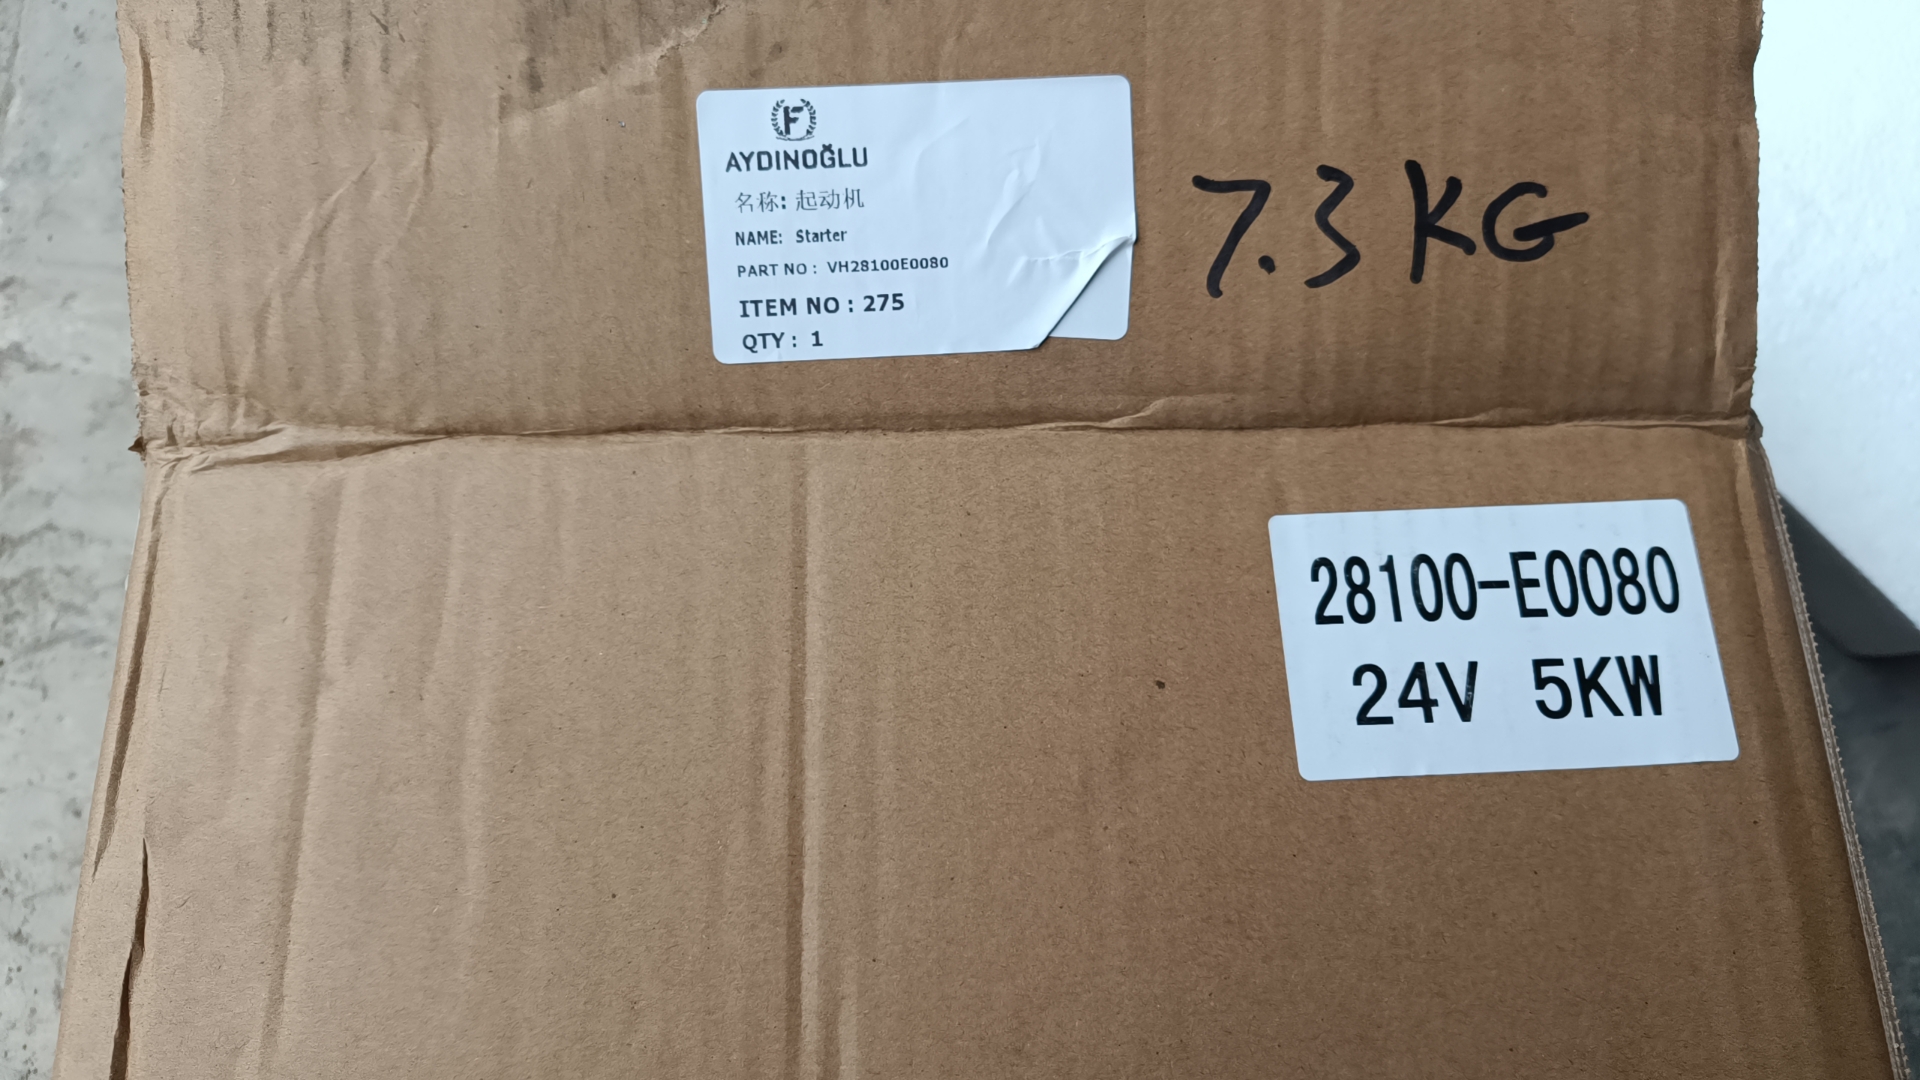 F
AYDINOĞLU
名称: 起动机
NAME: Starter
PART NO : VH28100E0080
ITEM NO : 275
QTY : 1
7.3 KG
28100-E0080
24V 5KW